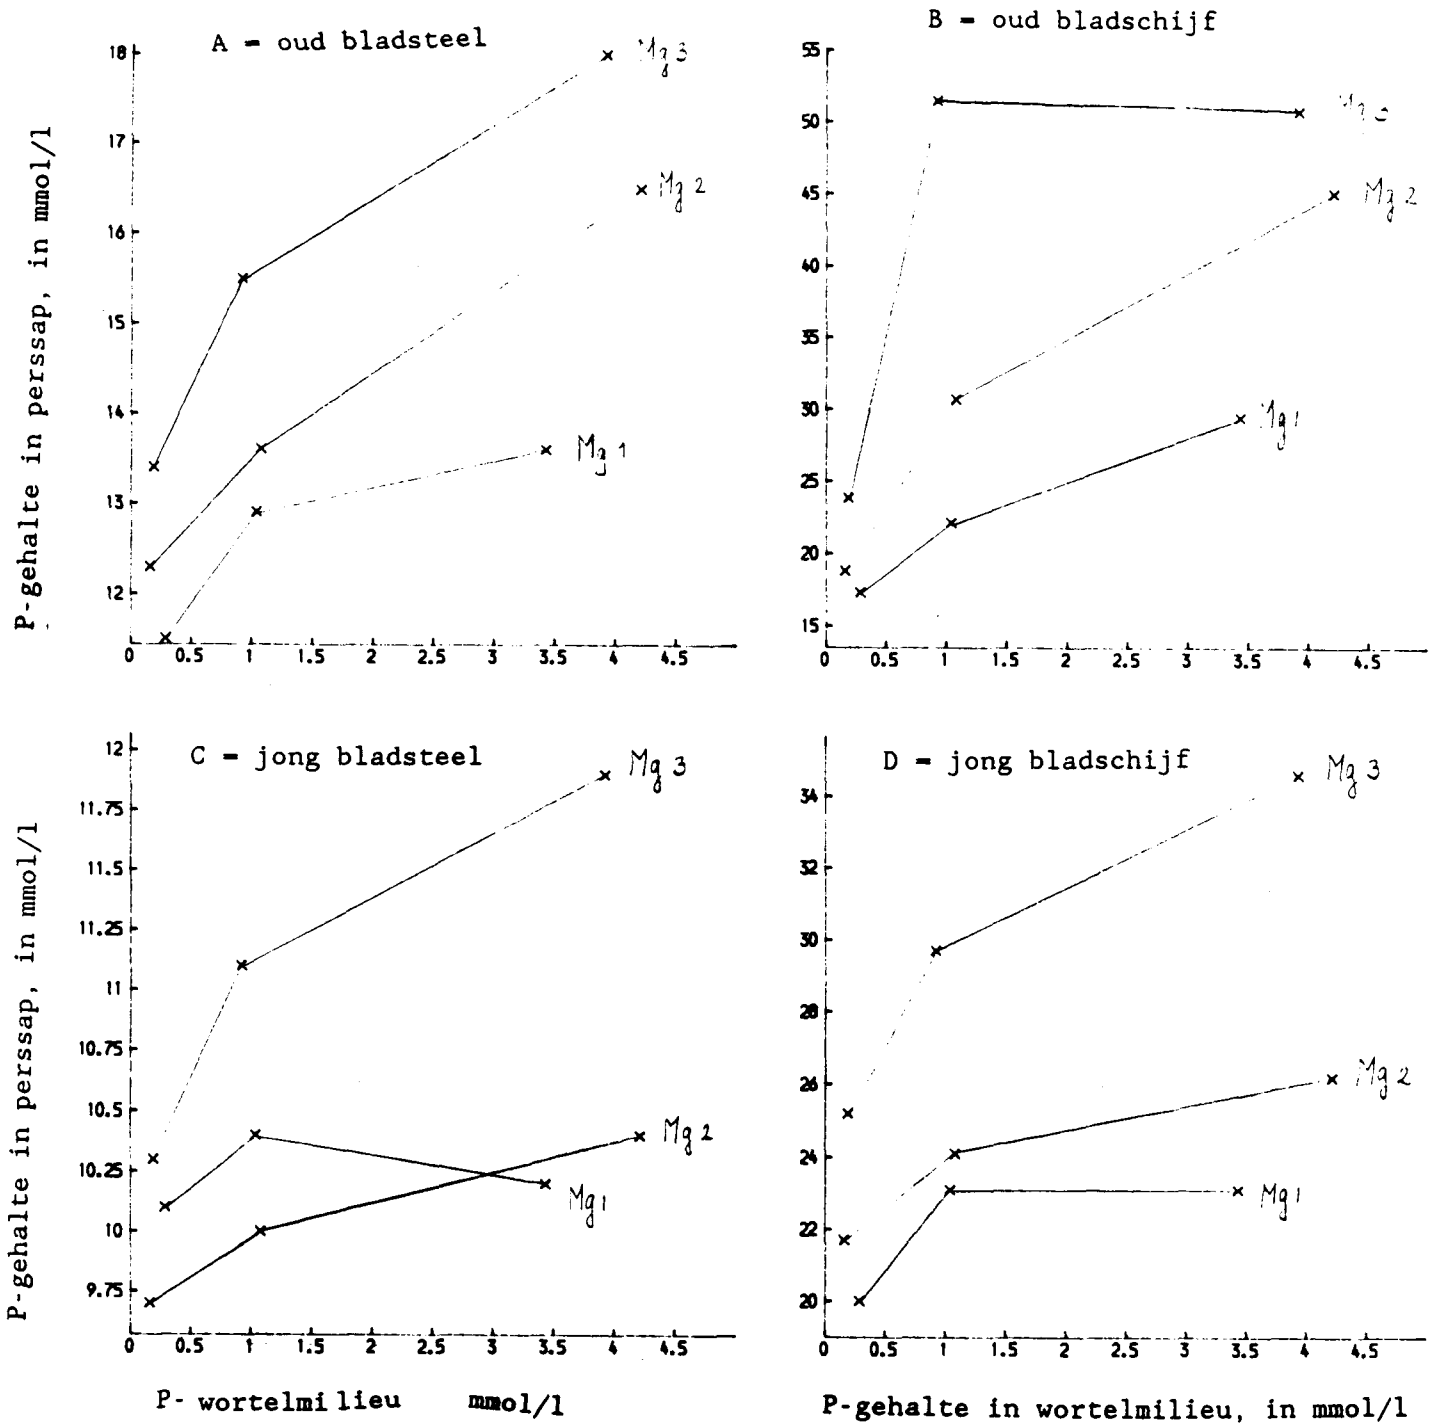 A = oud bladsteel
P-gehalte in perssap, in mmol/l
18
17
16
15
14
13
12
0 0.5 1 1.5 2 2.5 3 3.5 4 4.5
Mg 3
Mg 2
Mg 1
B = oud bladschijf
55
50
45
40
35
30
25
20
15
0 0.5 1 1.5 2 2.5 3 3.5 4 4.5
Mg 2
Mg 1
C = jong bladsteel
P-gehalte in perssap, in mmol/l
12
11.75
11.5
11.25
11
10.75
10.5
10.25
10
9.75
0 0.5 1 1.5 2 2.5 3 3.5 4 4.5
Mg 3
Mg 2
Mg 1
P- wortelmilieu mmol/l
D = jong bladschijf
34
32
30
28
26
24
22
20
0 0.5 1 1.5 2 2.5 3 3.5 4 4.5
Mg 3
Mg 2
Mg 1
P-gehalte in wortelmilieu, in mmol/l